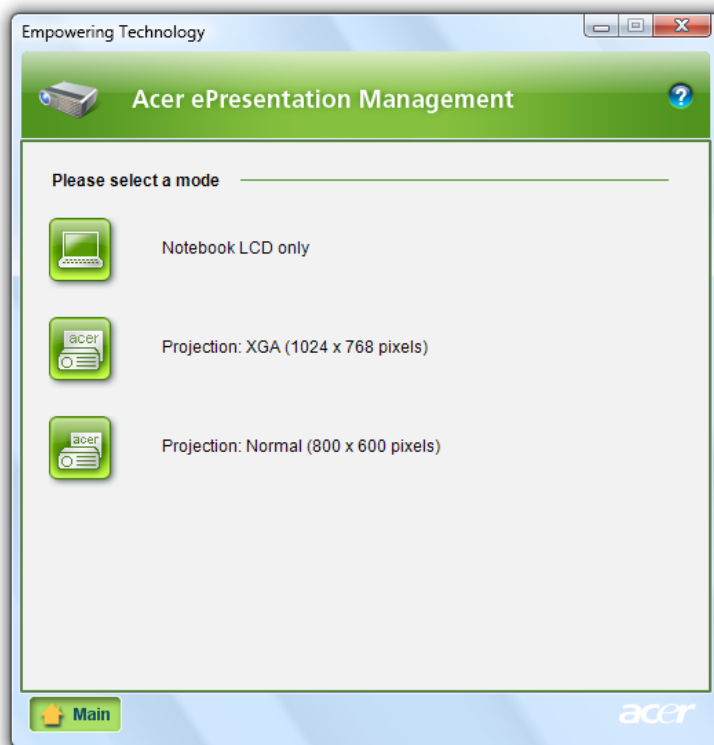 Empowering Technology
Acer ePresentation Management
?
Please select a mode
Notebook LCD only
acer
Projection: XGA (1024 x 768 pixels)
acer
Projection: Normal (800 x 600 pixels)
Main
acer